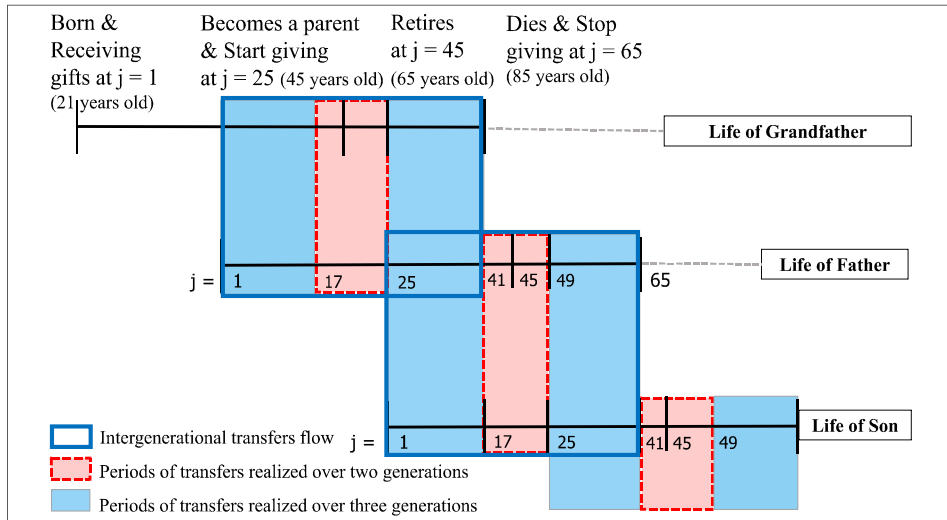 Born &
Receiving
gifts at j = 1
(21 years old)
Becomes a parent
& Start giving
at j = 25 (45 years old)
Retires
at j = 45
(65 years old)
Dies & Stop
giving at j = 65
(85 years old)
Life of Grandfather
Life of Father
j = 1 17 25 41 45 49 65
Life of Son
j = 1 17 25 41 45 49
Intergenerational transfers flow
Periods of transfers realized over two generations
Periods of transfers realized over three generations